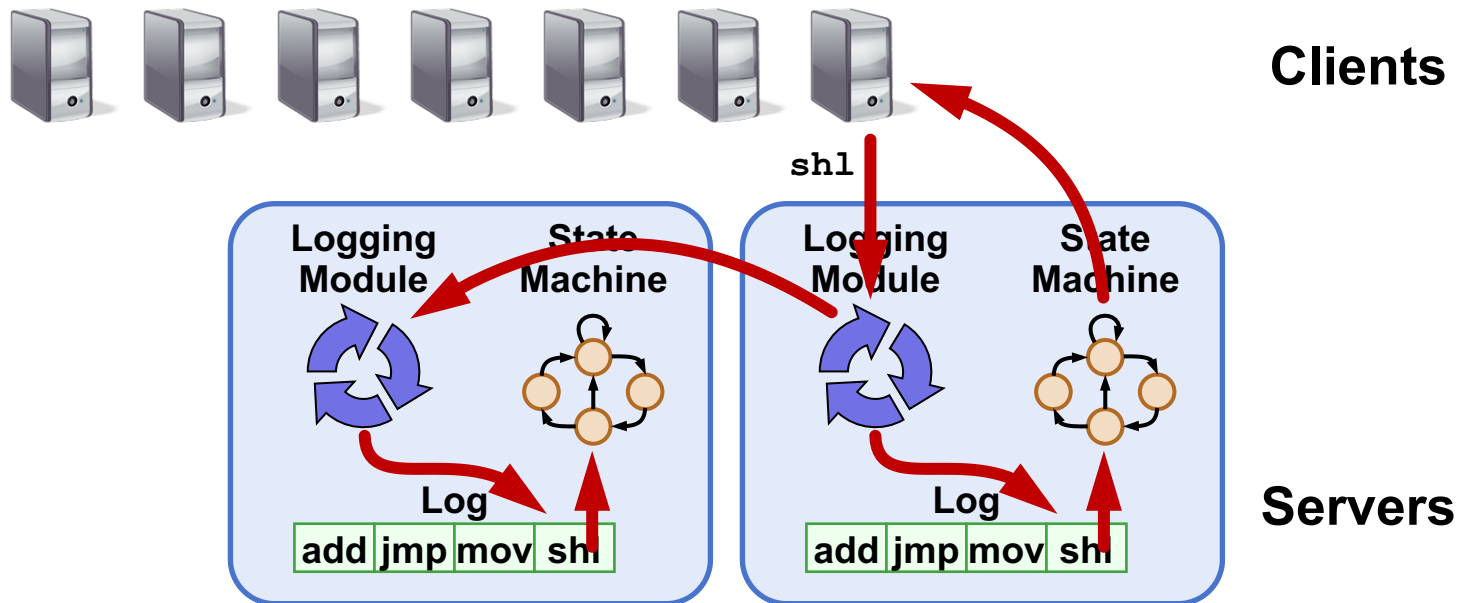 Clients
shl
Logging
Module
State
Machine
Logging
Module
State
Machine
Log
add jmp mov shl
Log
add jmp mov shl
Servers